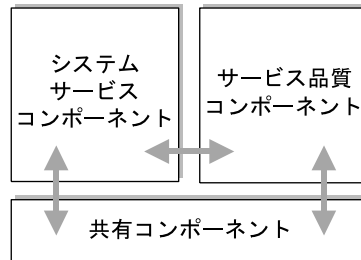 システム
サービス
コンポーネント
サービス品質
コンポーネント
共有コンポーネント